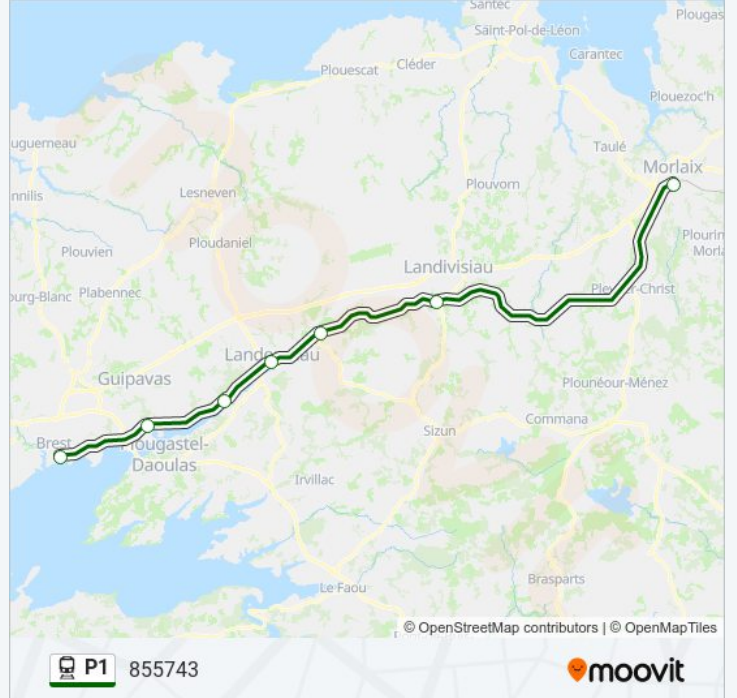 Santec
Saint-Pol-de-Léon
Plougas
Carantec
Cléder
Plouescat
Plouezoc'h
uguerneau
Taulé
Morlaix
Plouvorn
nnilis
Lesneven
Plourin
Morla
Ploudaniel
Plouvien
Landivisiau
ourg-Blanc
Plabennec
Guipavas
Plounéour-Ménez
Commana
Brest
Daoulas
Sizun
Irvillac
Brasparts
Le Faou
© OpenStreetMap contributors | © OpenMapTiles
P1 855743
moovit